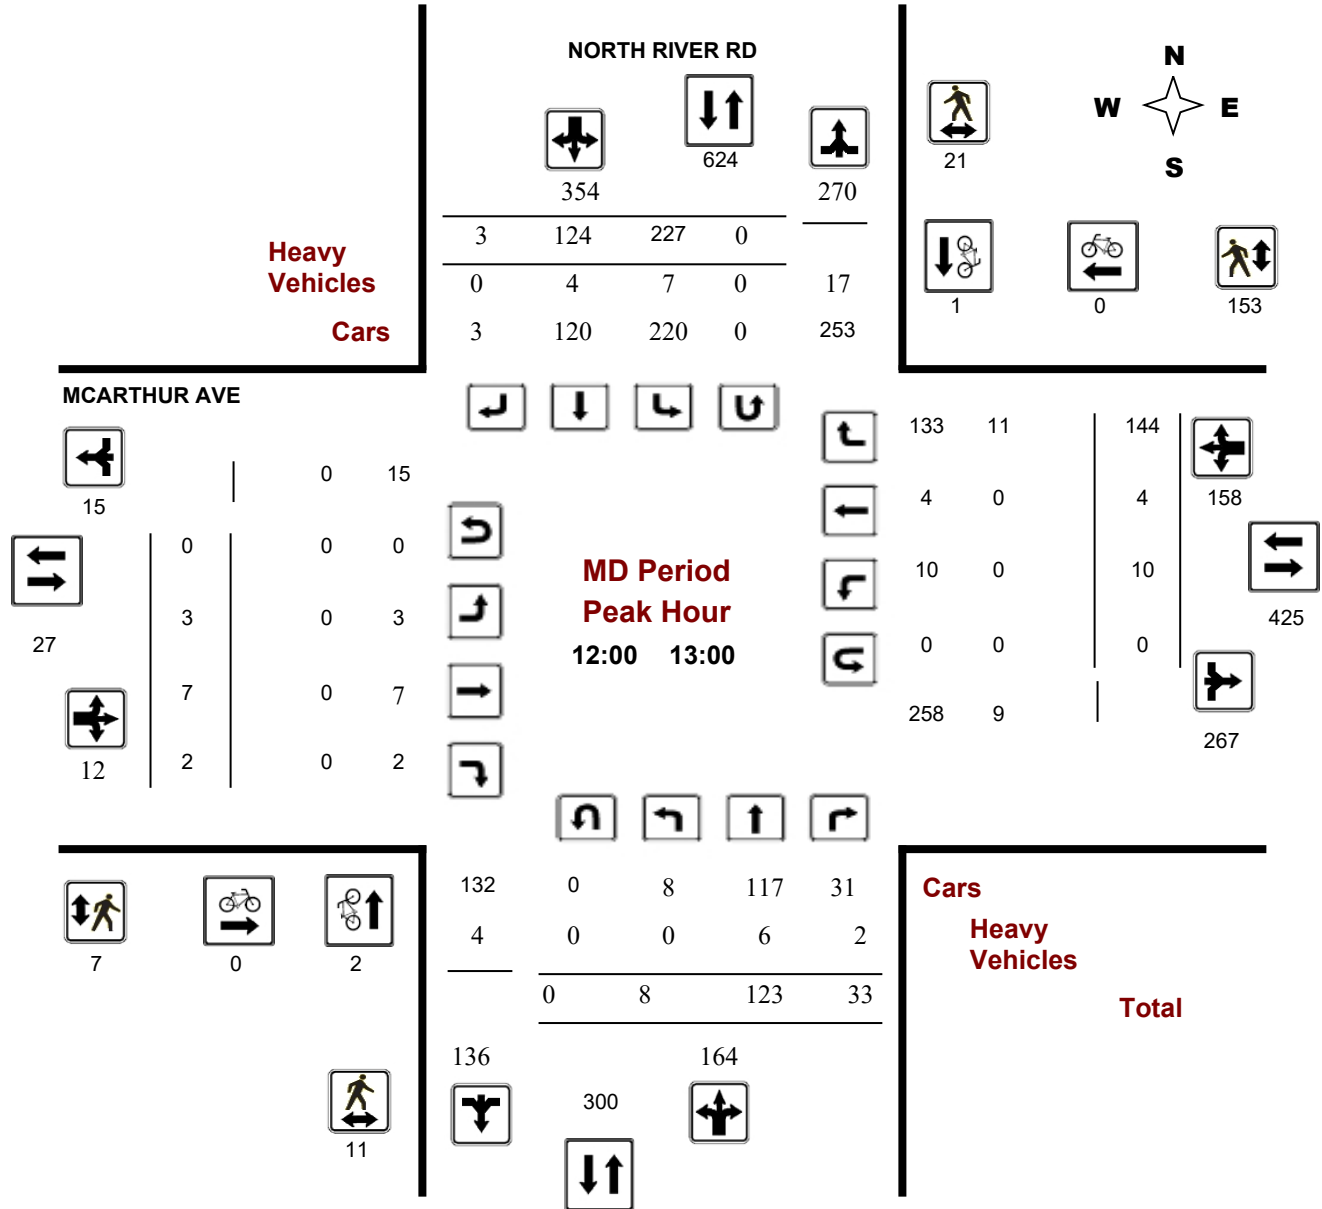 NORTH RIVER RD
N
W E
S
624
21
354 270
3 124 227 0
Heavy
Vehicles
0 4 7 0 17
1 0 153
Cars
3 120 220 0 253
MCARTHUR AVE
133 11 144
0 15
15
4 0 4 158
0 0 0
MD Period
10 0 10
Peak Hour
3 0 3
425
27
12:00 13:00
0 0 0
7 0 7
258 9
267
12
2 0 2
132 0 8 117 31
Cars
4 0 0 6 2
Heavy
Vehicles
7 0 2
0 8 123 33
Total
136 164
300
11